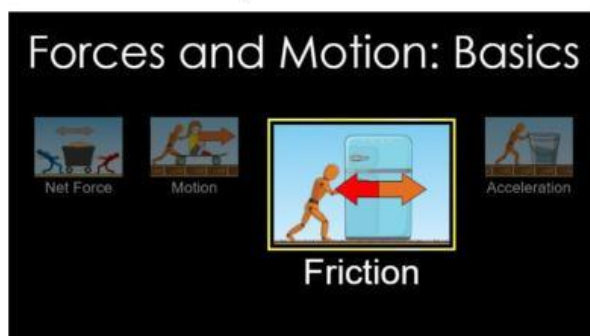 Forces and Motion: Basics
Net Force
Motion
Friction
Acceleration